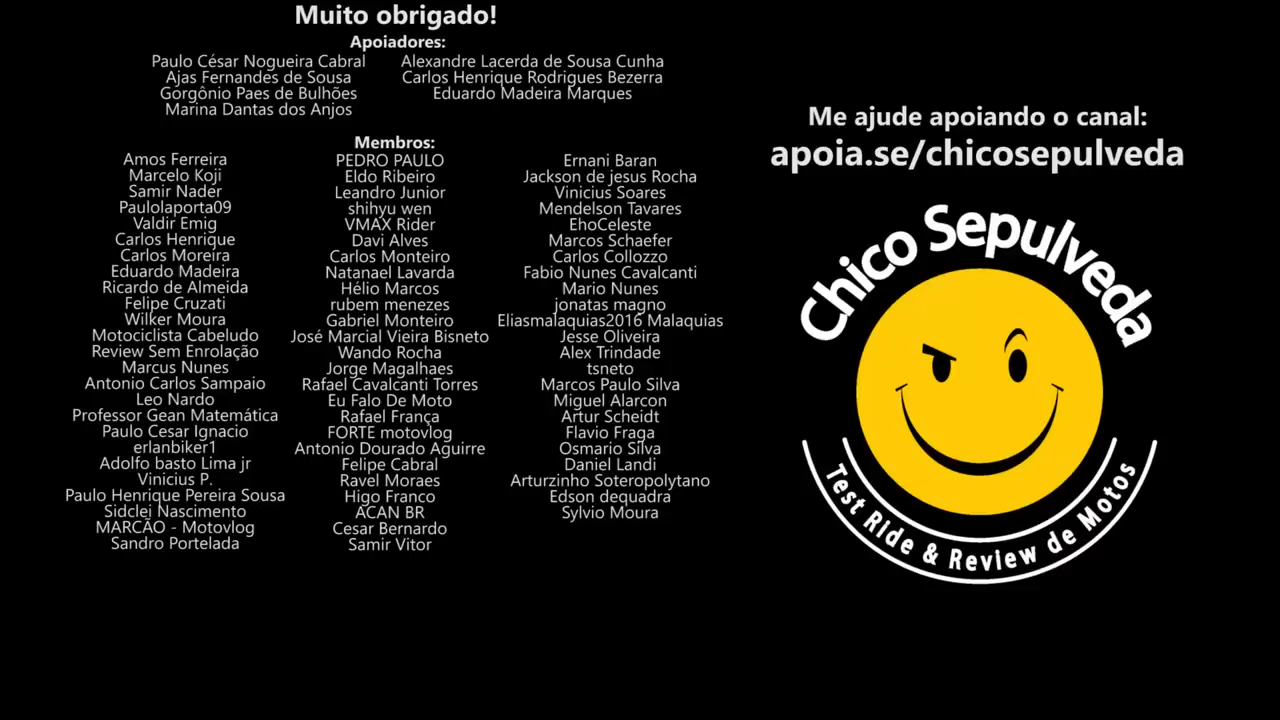 Muito obrigado!
Apoiadores:
Paulo César Nogueira Cabral
Ajas Fernandes de Sousa
Gorgônio Paes de Bulhões
Marina Dantas dos Anjos
Alexandre Lacerda de Sousa Cunha
Carlos Henrique Rodrigues Bezerra
Eduardo Madeira Marques
Membros:
Amos Ferreira
Marcelo Koji
Samir Nader
Paulolaporta09
Valdir Emig
Carlos Henrique
Carlos Moreira
Eduardo Madeira
Ricardo de Almeida
Felipe Cruzati
Wilker Moura
Motociclista Cabeludo
Review Sem Enrolação
Marcus Nunes
Antonio Carlos Sampaio
Leo Nardo
Professor Gean Matemática
Paulo Cesar Ignacio
erlanbiker1
Adolfo basto Lima jr
Vinicius P.
Paulo Henrique Pereira Sousa
Sidclei Nascimento
MARCÃO - Motovlog
Sandro Portelada
PEDRO PAULO
Eldo Ribeiro
Leandro Junior
shihyu wen
VMAX Rider
Davi Alves
Carlos Monteiro
Natanael Lavarda
Hélio Marcos
rubem menezes
Gabriel Monteiro
José Marcial Vieira Bisneto
Wando Rocha
Jorge Magalhaes
Rafael Cavalcanti Torres
Eu Falo De Moto
Rafael França
FORTE motovlog
Antonio Dourado Aguirre
Felipe Cabral
Ravel Moraes
Higo Franco
ACAN BR
Cesar Bernardo
Samir Vitor
Ernani Baran
Jackson de jesus Rocha
Vinicius Soares
Mendelson Tavares
EhoCeleste
Marcos Schaefer
Carlos Collozzo
Fabio Nunes Cavalcanti
Mario Nunes
jonatas magno
Eliasmalaquias2016 Malaquias
Jesse Oliveira
Alex Trindade
tsneto
Marcos Paulo Silva
Miguel Alarcon
Artur Scheidt
Flavio Fraga
Osmario Silva
Daniel Landi
Arturzinho Soteropolytano
Edson dequadra
Sylvio Moura
Me ajude apoiando o canal:
apoia.se/chicosepulveda
Chico Sepulveda
Test Ride & Review de Motos